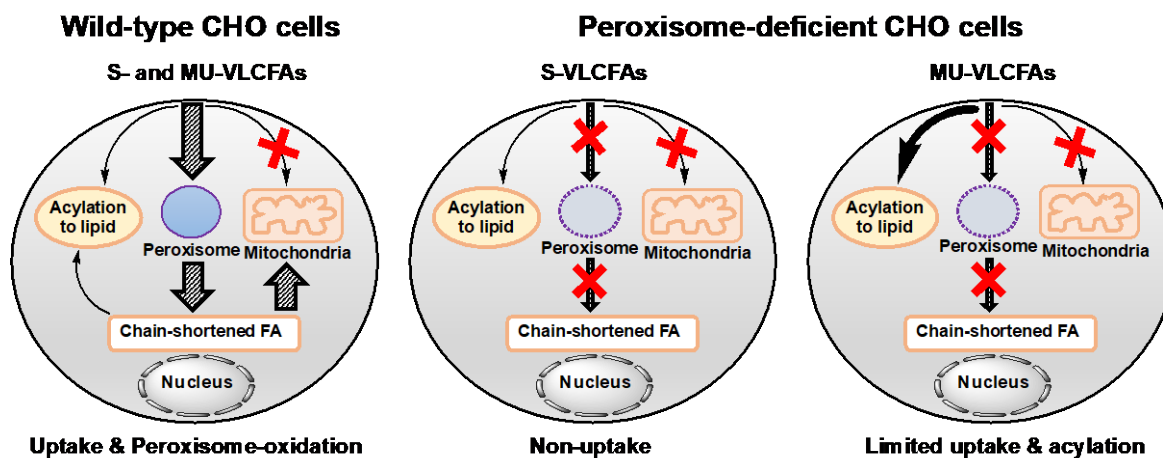 Wild-type CHO cells
S- and MU-VLCFAs
Acylation
to lipid
Peroxisome
Mitochondria
Chain-shortened FA
Nucleus
Uptake & Peroxisome-oxidation
Peroxisome-deficient CHO cells
S-VLCFAs
Acylation
to lipid
Peroxisome
Mitochondria
Chain-shortened FA
Nucleus
Non-uptake
MU-VLCFAs
Acylation
to lipid
Peroxisome
Mitochondria
Chain-shortened FA
Nucleus
Limited uptake & acylation